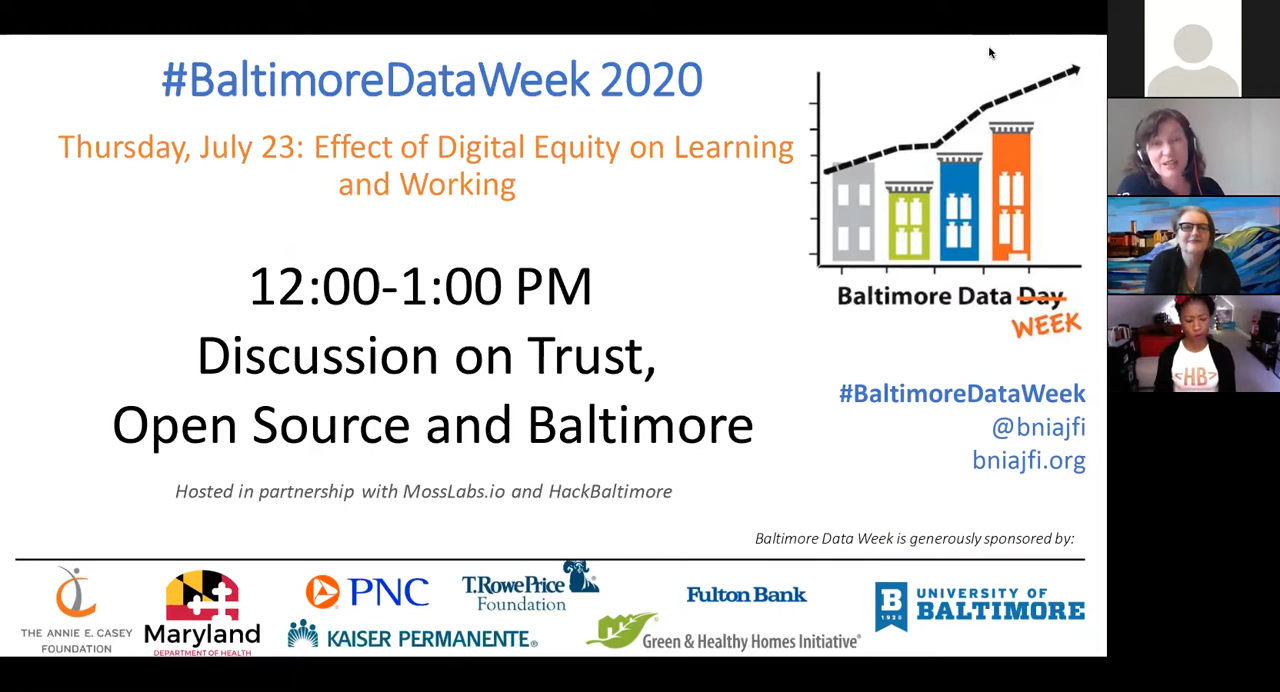 #BaltimoreDataWeek 2020
Thursday, July 23: Effect of Digital Equity on Learning
and Working
12:00-1:00 PM
Discussion on Trust,
Open Source and Baltimore
Hosted in partnership with MossLabs.io and HackBaltimore
Baltimore Data Day
WEEK
#BaltimoreDataWeek
@bniajfi
bniajfi.org
Baltimore Data Week is generously sponsored by:
THE ANNIE E. CASEY
FOUNDATION
Maryland
DEPARTMENT OF HEALTH
PNC
KAISER PERMANENTE®
T.RowePrice
Foundation
Green & Healthy Homes Initiative®
Fulton Bank
B
1925
UNIVERSITY OF
BALTIMORE
<HB>